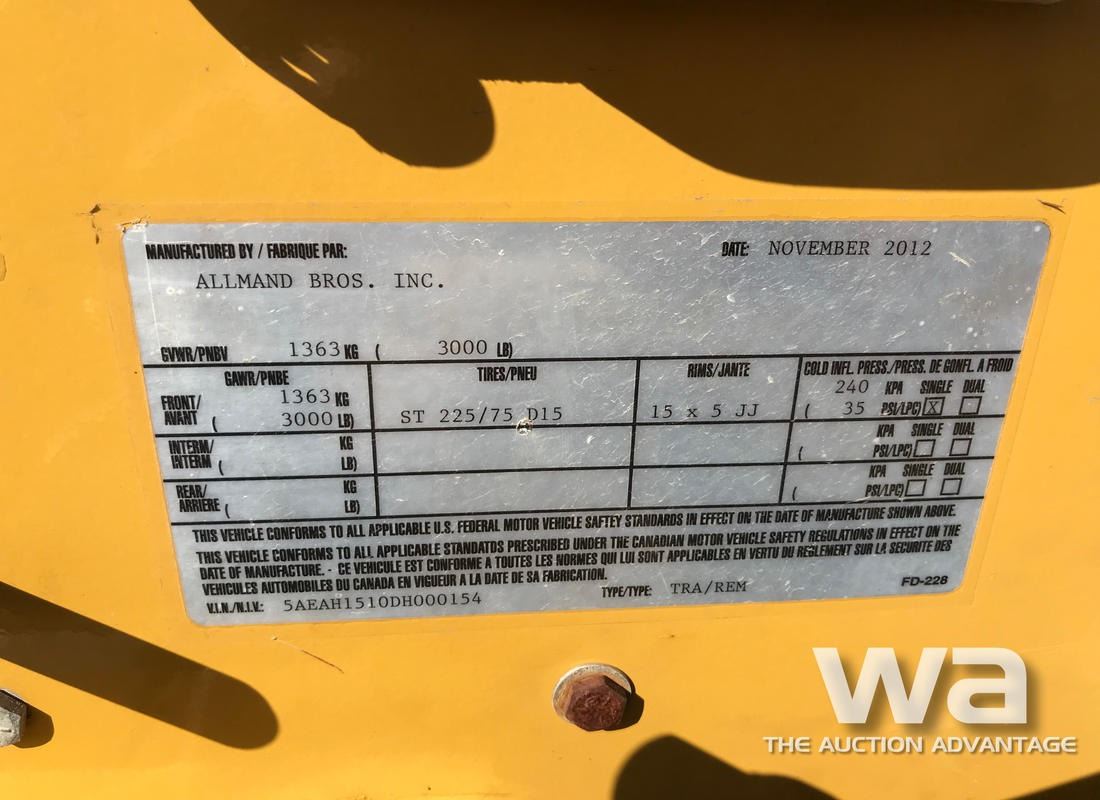 MANUFACTURED BY / FABRIQUE PAR: DATE: NOVEMBER 2012
ALLMAND BROS. INC.
GVWR/PNBV 1363 KG ( 3000 LB)
GAWR/PNBE TIRES/PNEU RIMS/JANTE COLD INFL. PRESS./PRESS. DE GONFL. A FROID
FRONT/ 1363 KG 240 KPA SINGLE DUAL
AVANT ( 3000 LB) ST 225/75 D15 15 x 5 JJ ( 35 PSI/LPC) X
INTERM/ KG KPA SINGLE DUAL
INTERM ( LB) ( PSI/LPC)
REAR/ KG KPA SINGLE DUAL
ARRIÈRE ( LB) ( PSI/LPC)
THIS VEHICLE CONFORMS TO ALL APPLICABLE U.S. FEDERAL MOTOR VEHICLE SAFTEY STANDARDS IN EFFECT ON THE DATE OF MANUFACTURE SHOWN ABOVE.
THIS VEHICLE CONFORMS TO ALL APPLICABLE STANDATDS PRESCRIBED UNDER THE CANADIAN MOTOR VEHICLE SAFETY REGULATIONS IN EFFECT ON THE
DATE OF MANUFACTURE. - CE VEHICULE EST CONFORME A TOUTES LES NORMES QUI LUI SONT APPLICABLES EN VERTU DU REGLEMENT SUR LA SECURITE DES
VEHICULES AUTOMOBILES DU CANADA EN VIGUEUR A LA DATE DE SA FABRICATION.
V.I.N./N.I.V.: 5AEAH1510DH000154 TYPE/TYPE: TRA/REM FD-228
wa
THE AUCTION ADVANTAGE